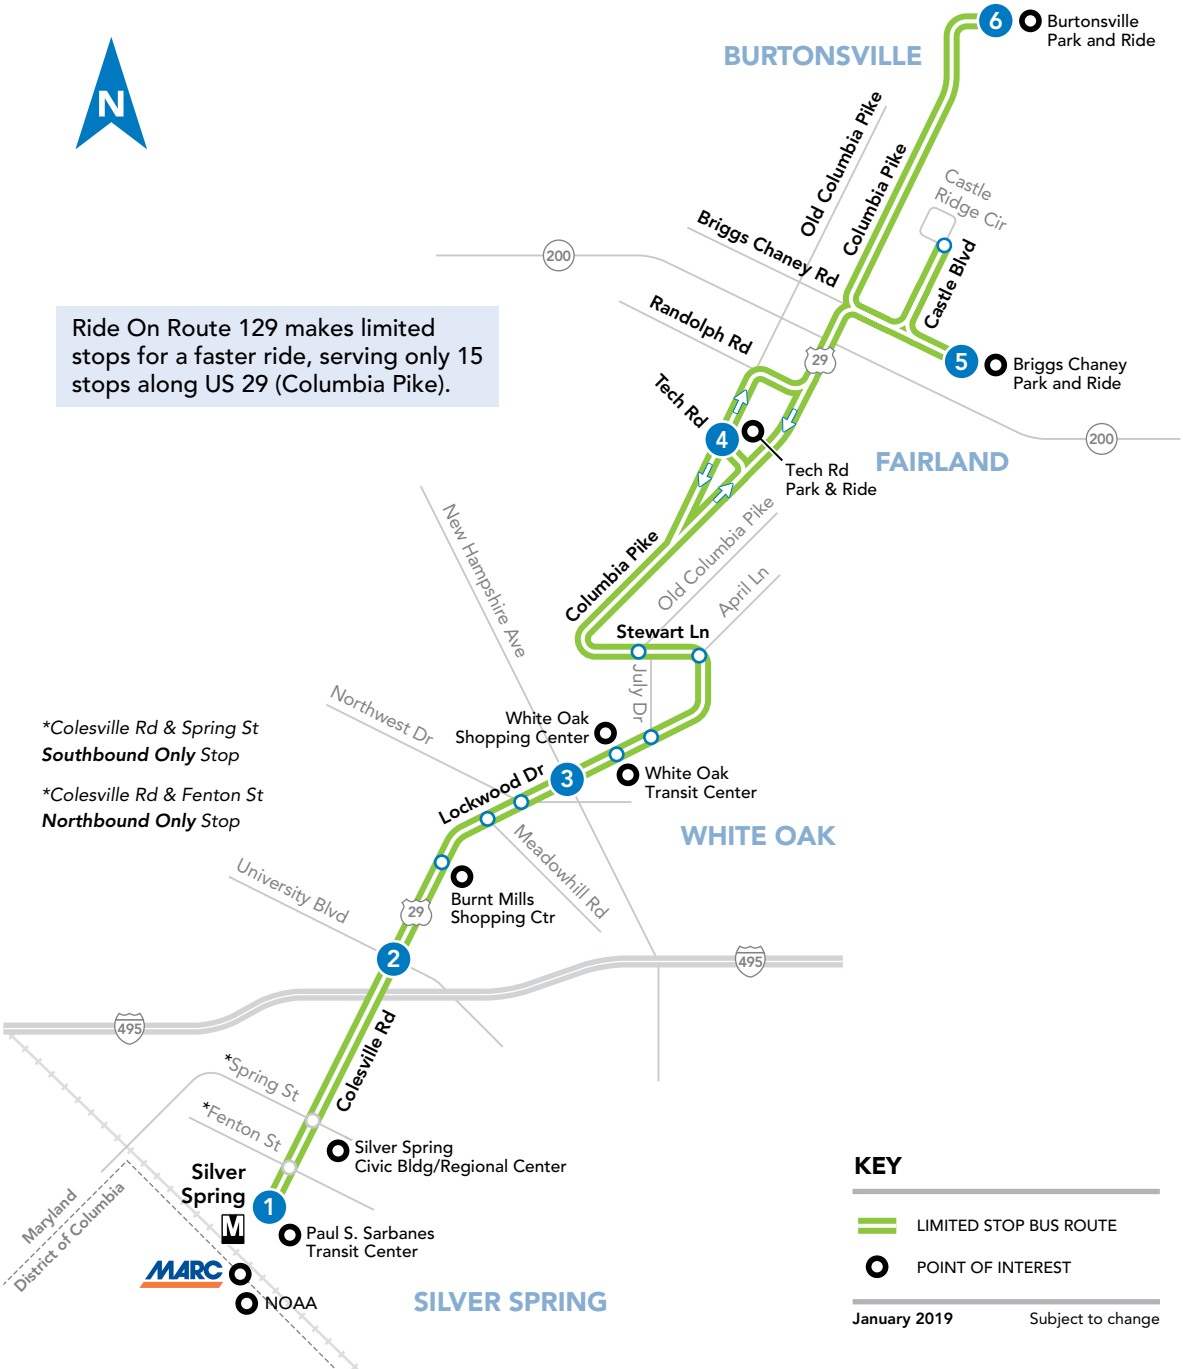 6
Burtonsville
Park and Ride
BURTONSVILLE
N
Old Columbia Pike
Columbia Pike
Castle
Ridge Cir
Briggs Chaney Rd
200
Castle Blvd
Randolph Rd
Ride On Route 129 makes limited
stops for a faster ride, serving only 15
stops along US 29 (Columbia Pike).
29
5
Briggs Chaney
Park and Ride
Tech Rd
4
200
FAIRLAND
Tech Rd
Park & Ride
New Hampshire Ave
Columbia Pike
Old Columbia Pike
April Ln
Stewart Ln
July Dr
Northwest Dr
White Oak
Shopping Center
*Colesville Rd & Spring St
Southbound Only Stop
*Colesville Rd & Fenton St
Northbound Only Stop
3
White Oak
Transit Center
Lockwood Dr
WHITE OAK
Meadowhill Rd
University Blvd
Burnt Mills
Shopping Ctr
29
2
495
495
Colesville Rd
*Spring St
*Fenton St
Silver Spring
Civic Bldg/Regional Center
Silver
Spring
1
M
Paul S. Sarbanes
Transit Center
Maryland
District of Columbia
MARC
NOAA
SILVER SPRING
KEY
LIMITED STOP BUS ROUTE
POINT OF INTEREST
January 2019
Subject to change